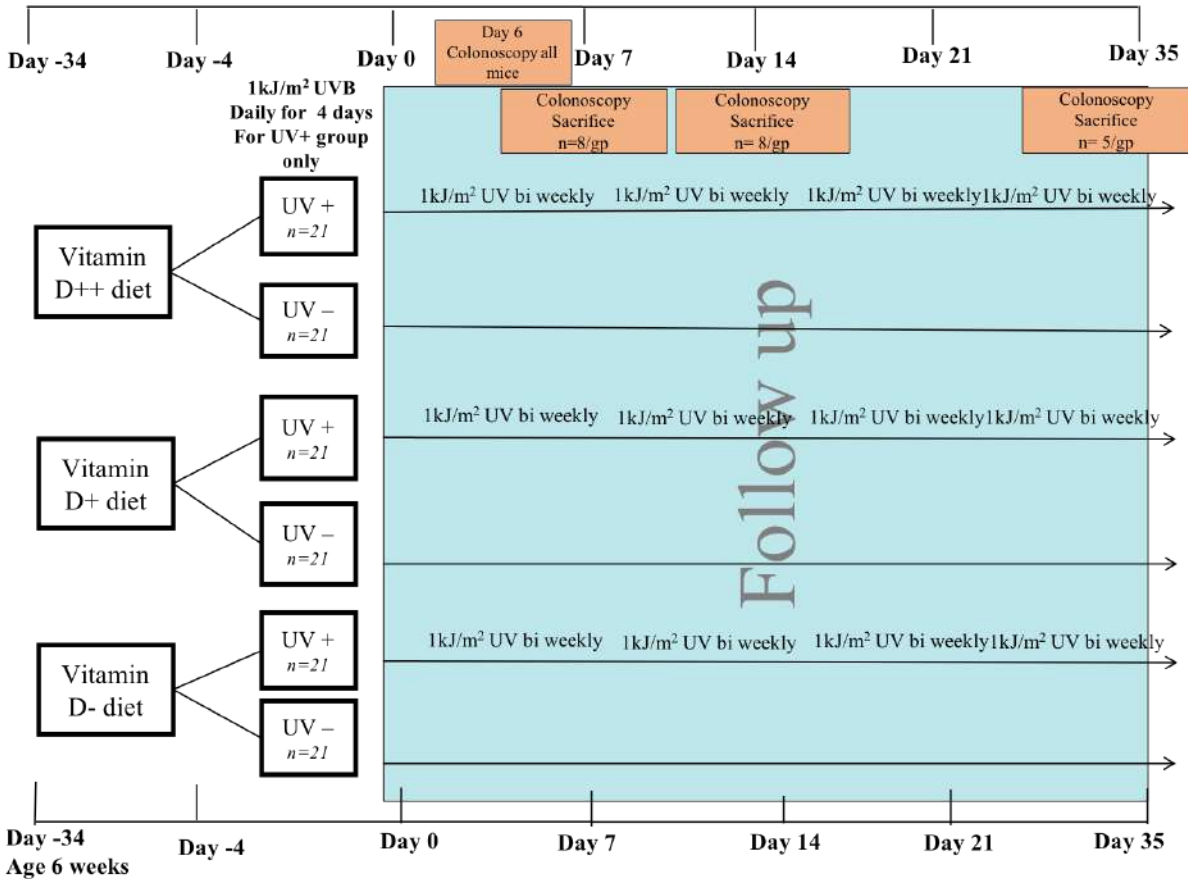 Day -34
Day -4
Day 0
Day 6
Colonoscopy all
mice
Day 7
Day 14
Day 21
Day 35
1kJ/m² UVB
Daily for 4 days
For UV+ group
only
Colonoscopy
Sacrifice
n=8/gp
Colonoscopy
Sacrifice
n= 8/gp
Colonoscopy
Sacrifice
n= 5/gp
Vitamin
D++ diet
UV +
n=21
1kJ/m² UV bi weekly
1kJ/m² UV bi weekly
1kJ/m² UV bi weekly
1kJ/m² UV bi weekly
UV –
n=21
Follow up
Vitamin
D+ diet
UV +
n=21
1kJ/m² UV bi weekly
1kJ/m² UV bi weekly
1kJ/m² UV bi weekly
1kJ/m² UV bi weekly
UV –
n=21
Vitamin
D- diet
UV +
n=21
1kJ/m² UV bi weekly
1kJ/m² UV bi weekly
1kJ/m² UV bi weekly
1kJ/m² UV bi weekly
UV –
n=21
Day -34
Age 6 weeks
Day -4
Day 0
Day 7
Day 14
Day 21
Day 35